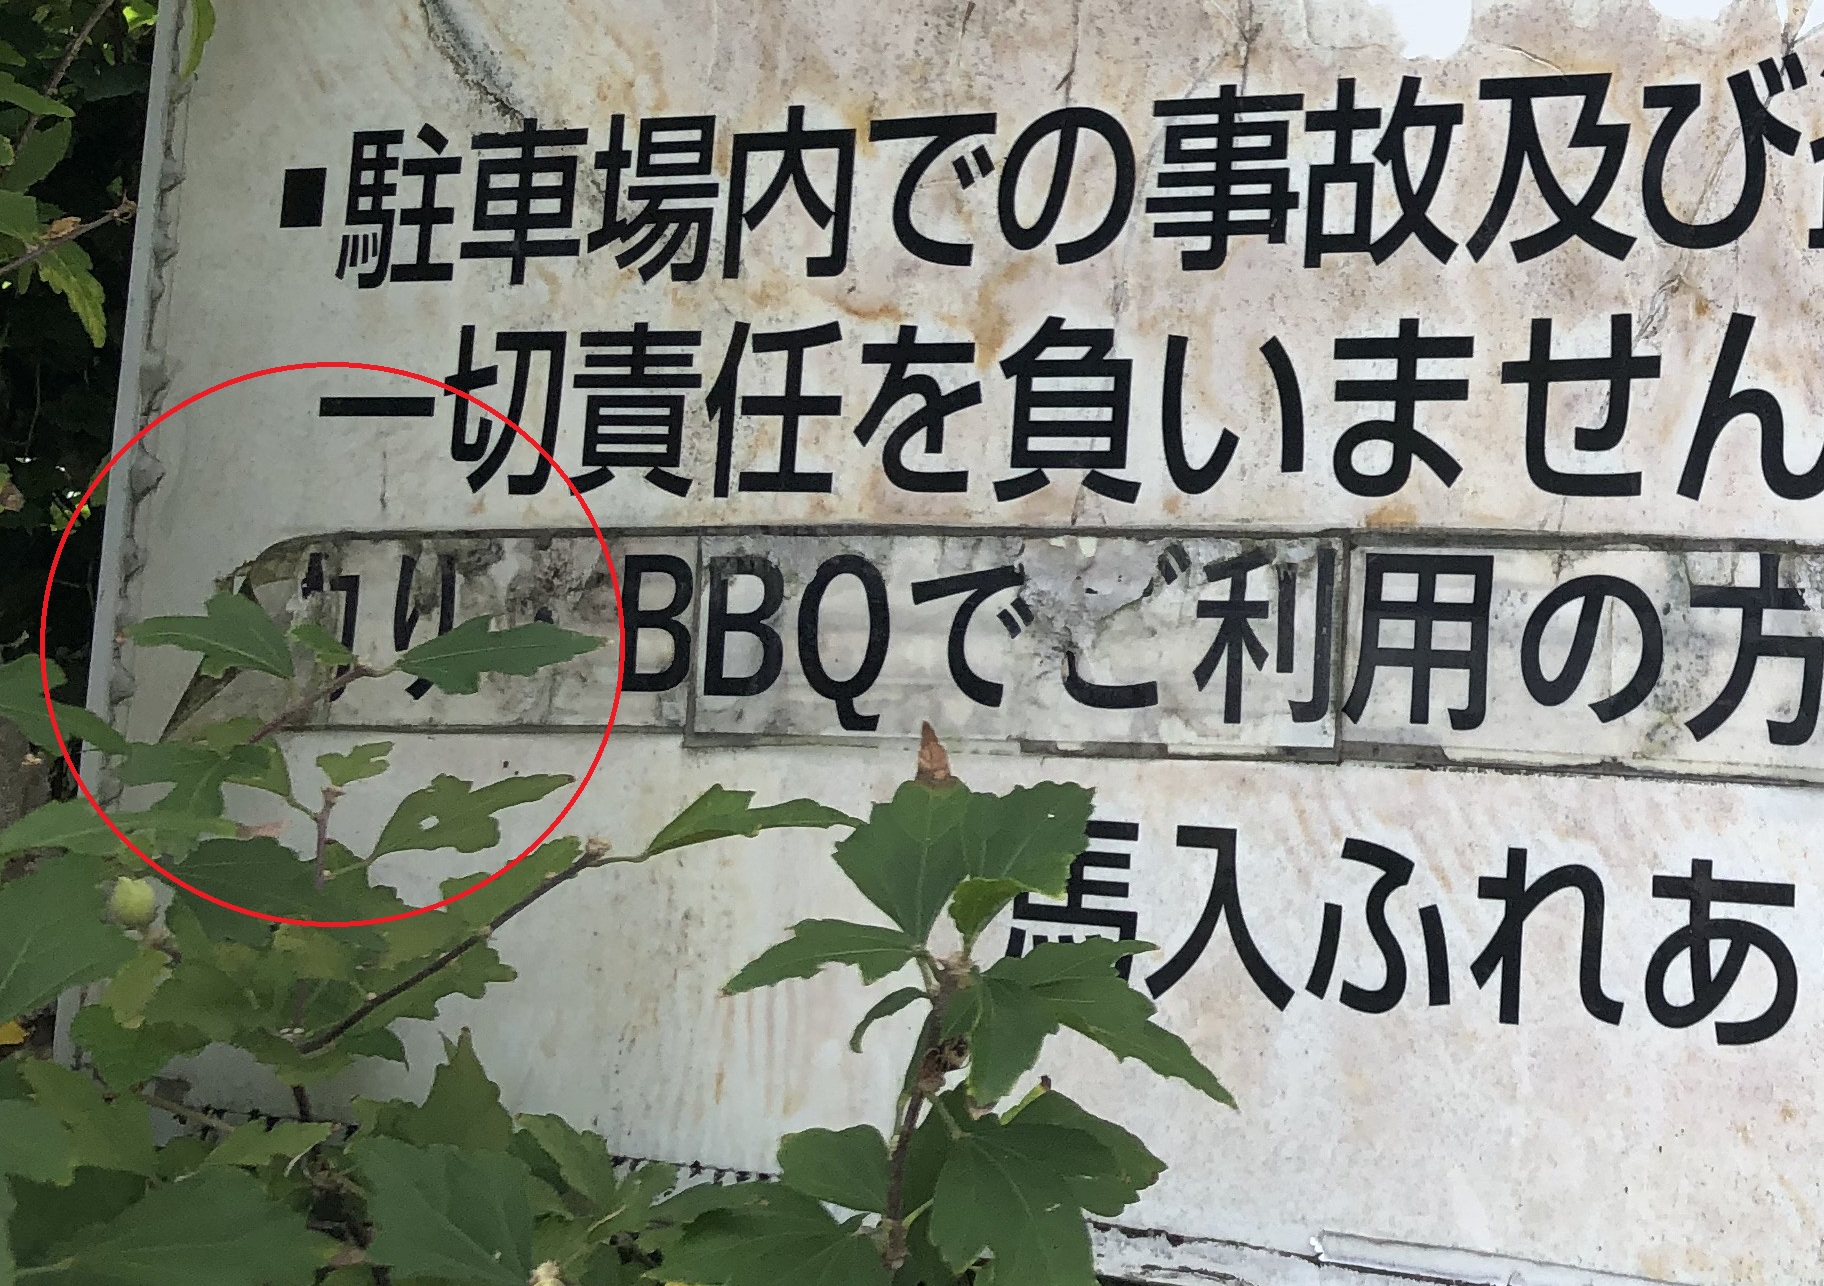 ■駐車場内での事故及び
一切責任を負いません
り・BBQでご利用の方
馬入ふれあ